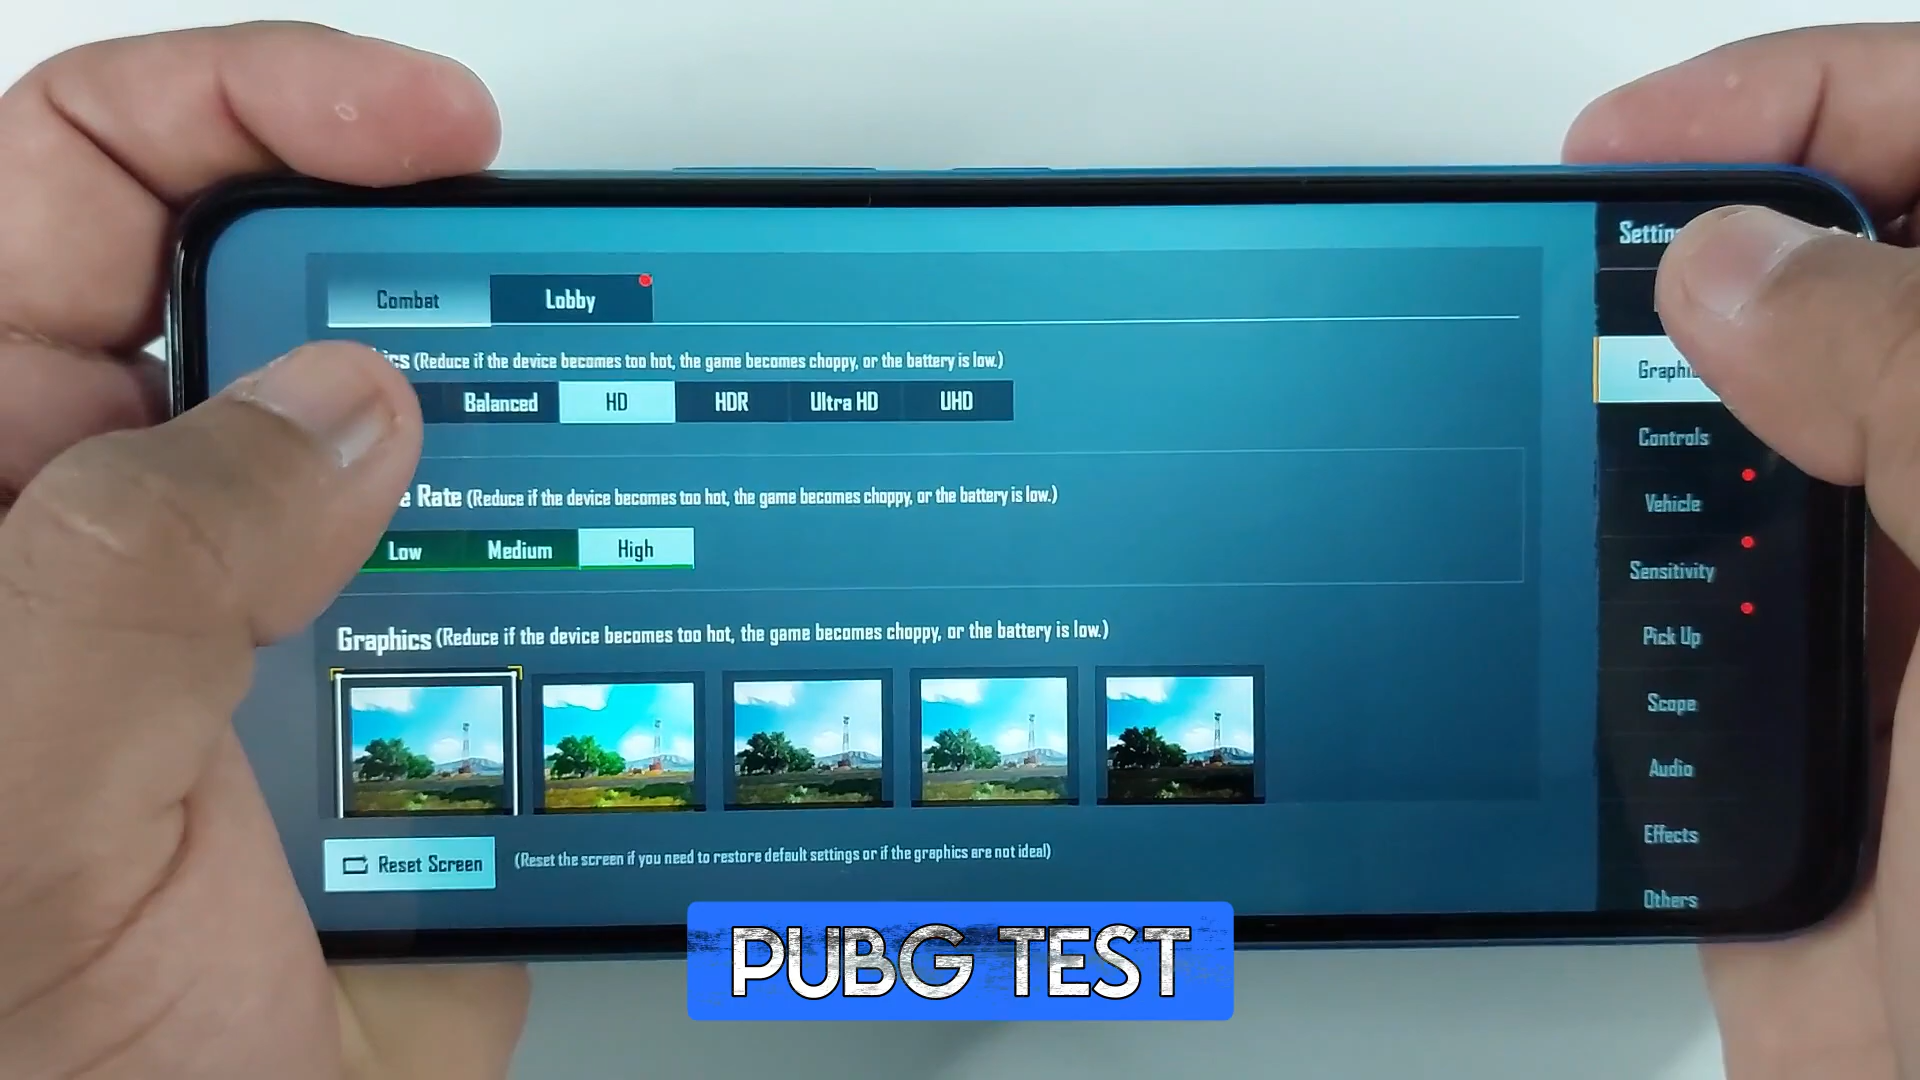 Combat
Lobby
(Reduce if the device becomes too hot, the game becomes choppy, or the battery is low.)
Balanced
HD
HDR
Ultra HD
UHD
Rate (Reduce if the device becomes too hot, the game becomes choppy, or the battery is low.)
Low
Medium
High
Graphics (Reduce if the device becomes too hot, the game becomes choppy, or the battery is low.)
Reset Screen
(Reset the screen if you need to restore default settings or if the graphics are not ideal)
Controls
Vehicle
Sensitivity
Pick Up
Scope
Audio
Effects
Others
PUBG TEST